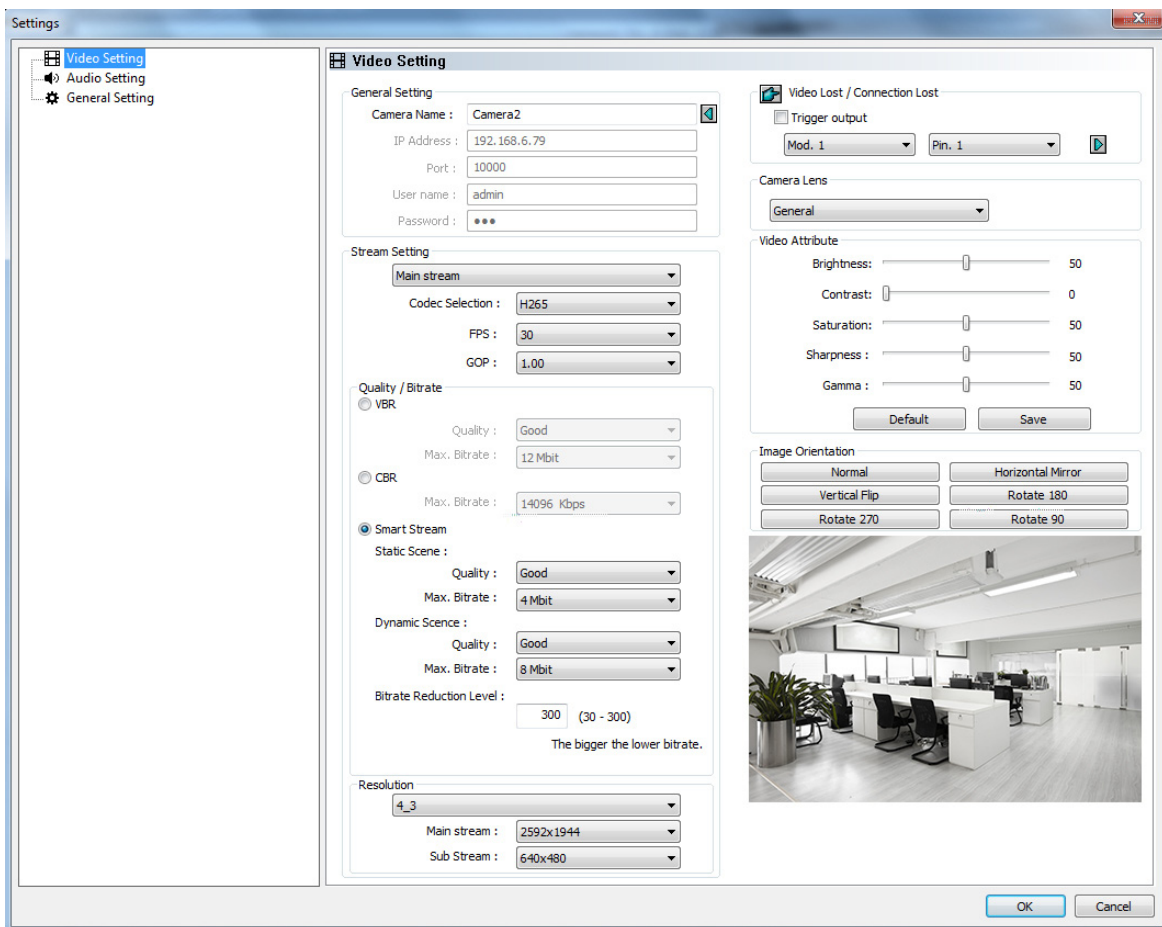 Settings
Video Setting
Audio Setting
General Setting
Video Setting
General Setting
Camera Name : Camera2
IP Address : 192.168.6.79
Port : 10000
User name : admin
Password : ●●●
Stream Setting
Main stream
Codec Selection : H265
FPS : 30
GOP : 1.00
Quality / Bitrate
VBR
Quality : Good
Max. Bitrate : 12 Mbit
CBR
Max. Bitrate : 14096 Kbps
Smart Stream
Static Scene :
Quality : Good
Max. Bitrate : 4 Mbit
Dynamic Scence :
Quality : Good
Max. Bitrate : 8 Mbit
Bitrate Reduction Level :
300 (30 - 300)
The bigger the lower bitrate.
Resolution
4_3
Main stream : 2592x1944
Sub Stream : 640x480
Video Lost / Connection Lost
Trigger output
Mod. 1 Pin. 1
Camera Lens
General
Video Attribute
Brightness: 50
Contrast: 0
Saturation: 50
Sharpness : 50
Gamma : 50
Default Save
Image Orientation
Normal Horizontal Mirror
Vertical Flip Rotate 180
Rotate 270 Rotate 90
OK Cancel